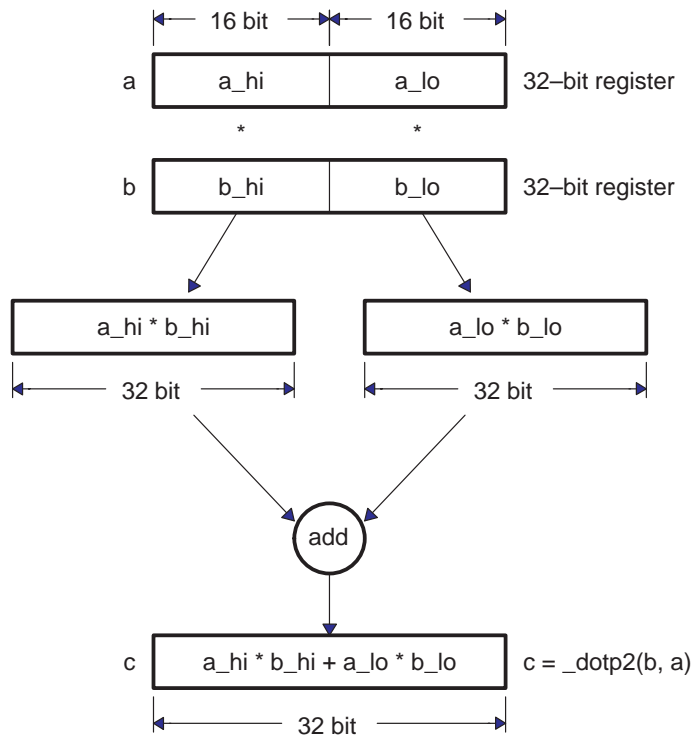 16 bit 16 bit
a a_hi a_lo 32–bit register
* *
b b_hi b_lo 32–bit register
a_hi * b_hi a_lo * b_lo
32 bit 32 bit
add
c a_hi * b_hi + a_lo * b_lo c = _dotp2(b, a)
32 bit